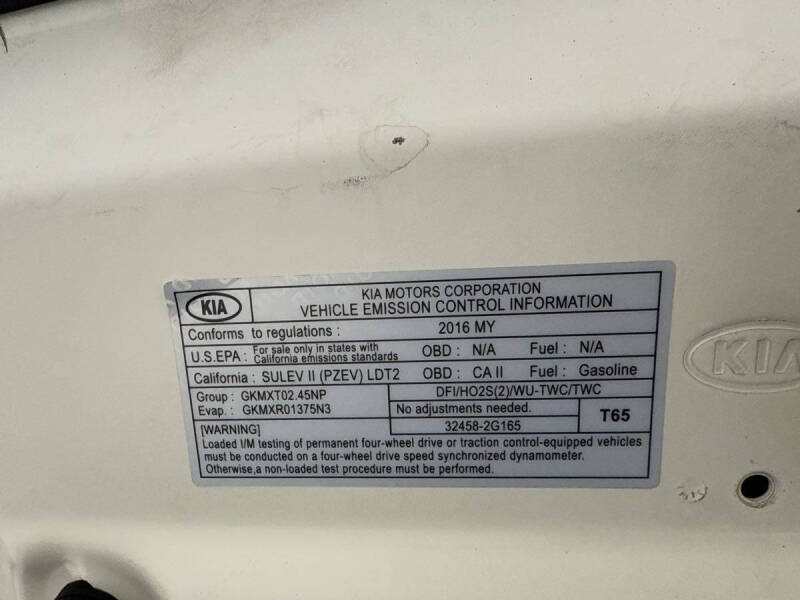 KIA
KIA MOTORS CORPORATION
VEHICLE EMISSION CONTROL INFORMATION
Conforms to regulations : 2016 MY
U.S.EPA : For sale only in states with California emissions standards OBD : N/A Fuel : N/A
California : SULEV II (PZEV) LDT2 OBD : CA II Fuel : Gasoline
Group : GKMXT02.45NP
Evap. : GKMXR01375N3
DFI/HO2S(2)/WU-TWC/TWC
No adjustments needed.
32458-2G165
T65
[WARNING]
Loaded I/M testing of permanent four-wheel drive or traction control-equipped vehicles
must be conducted on a four-wheel drive speed synchronized dynamometer.
Otherwise,a non-loaded test procedure must be performed.
KIA